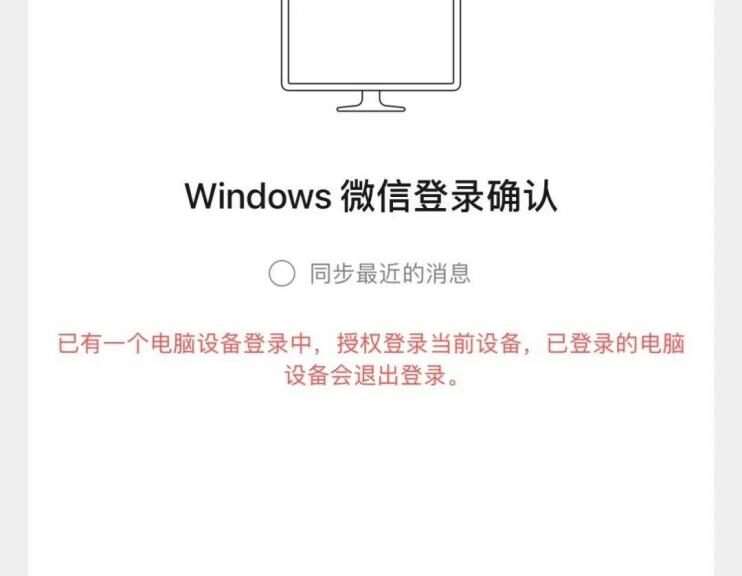 Windows 微信登录确认
同步最近的消息
已有一个电脑设备登录中，授权登录当前设备，已登录的电脑
设备会退出登录。